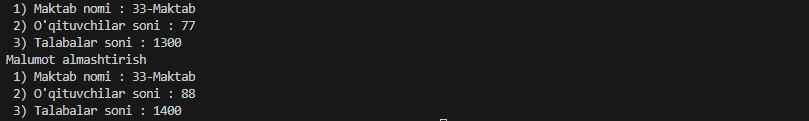 1) Maktab nomi : 33-Maktab
2) O'qituvchilar soni : 77
3) Talabalar soni : 1300
Malumot almashtirish
1) Maktab nomi : 33-Maktab
2) O'qituvchilar soni : 88
3) Talabalar soni : 1400